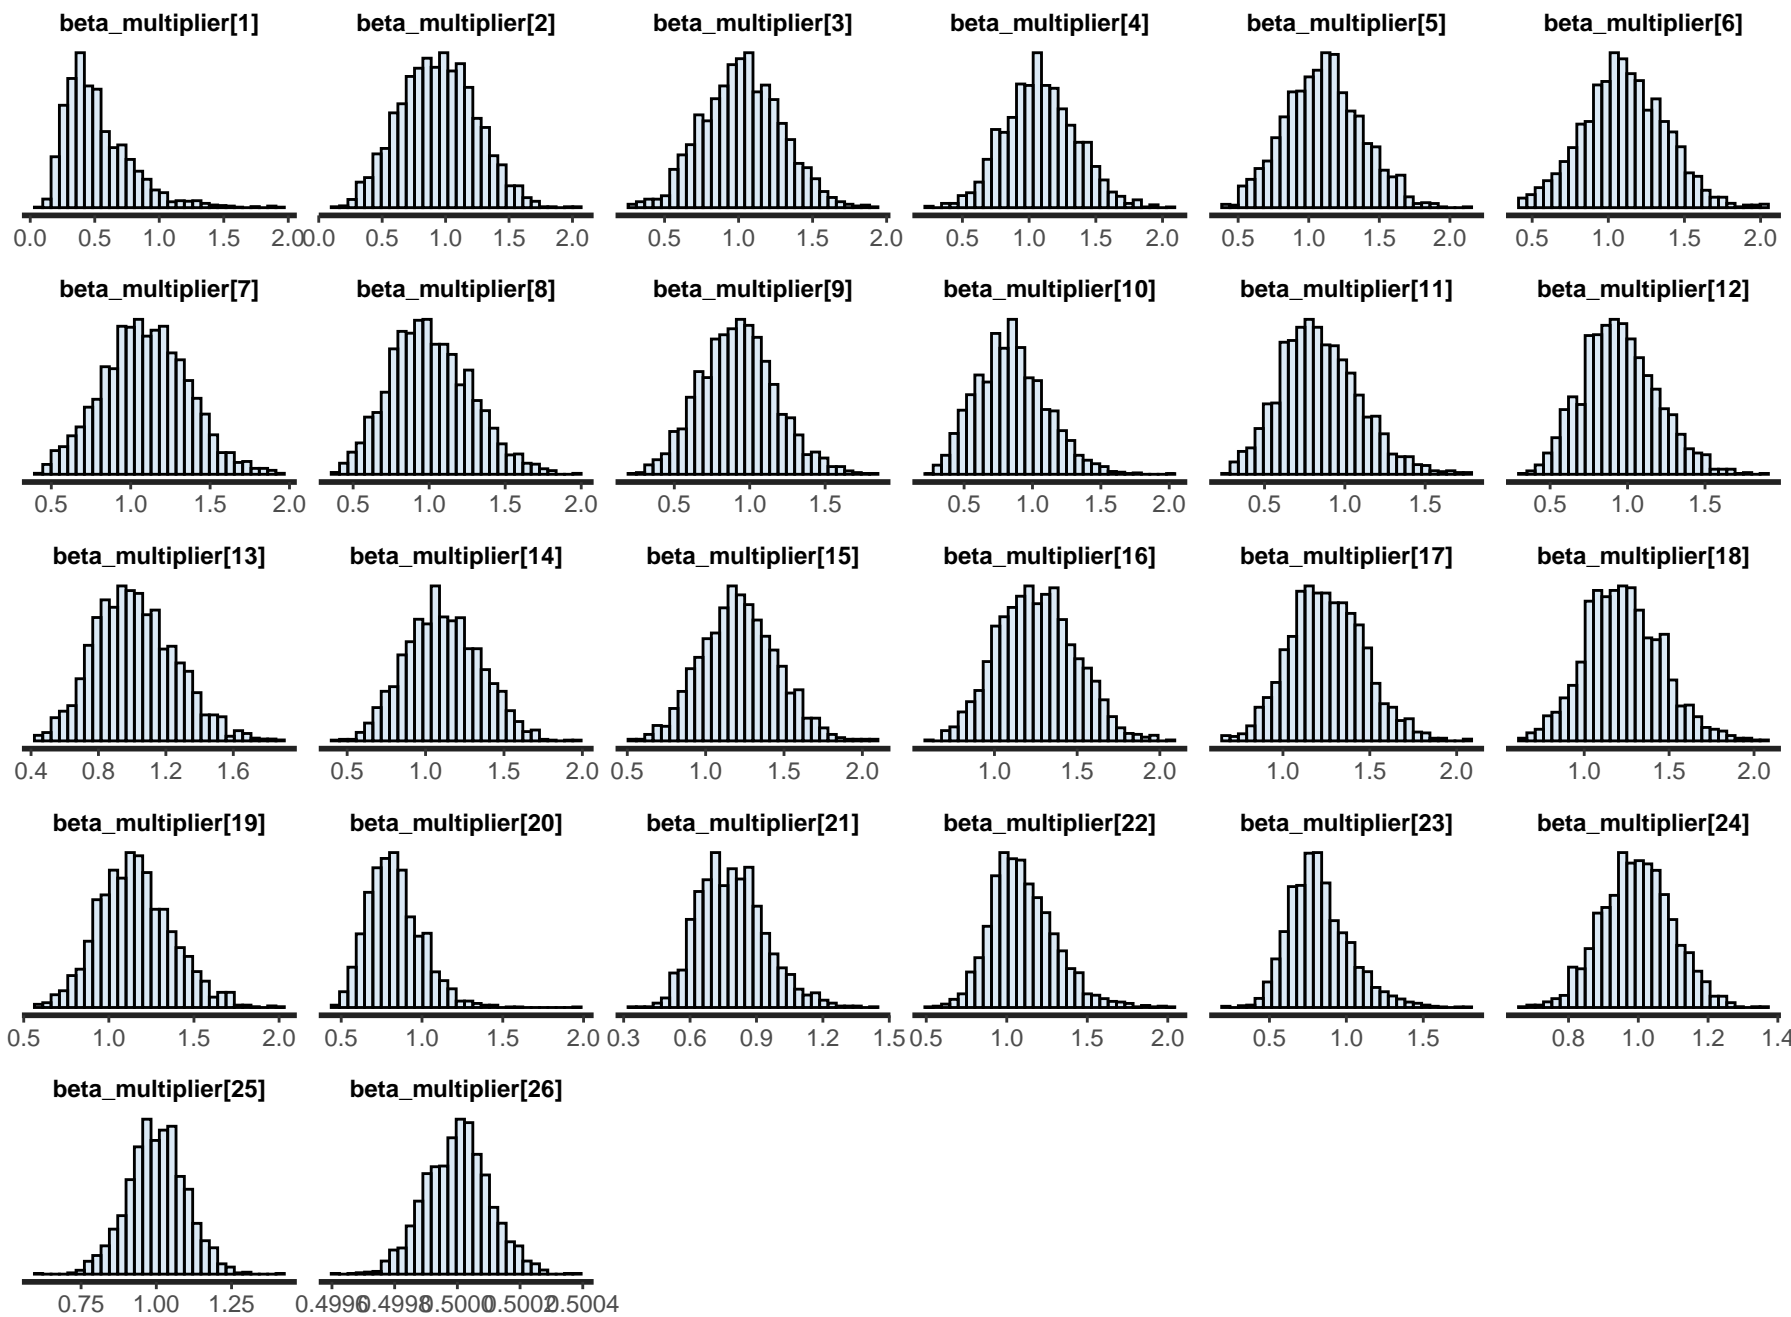 beta_multiplier[1] beta_multiplier[2] beta_multiplier[3] beta_multiplier[4] beta_multiplier[5] beta_multiplier[6]
0.0 0.5 1.0 1.5 2.0 0.0 0.5 1.0 1.5 2.0 0.5 1.0 1.5 2.0 0.5 1.0 1.5 2.0 0.5 1.0 1.5 2.0 0.5 1.0 1.5 2.0
beta_multiplier[7] beta_multiplier[8] beta_multiplier[9] beta_multiplier[10] beta_multiplier[11] beta_multiplier[12]
0.5 1.0 1.5 2.0 0.5 1.0 1.5 2.0 0.5 1.0 1.5 0.5 1.0 1.5 2.0 0.5 1.0 1.5 0.5 1.0 1.5
beta_multiplier[13] beta_multiplier[14] beta_multiplier[15] beta_multiplier[16] beta_multiplier[17] beta_multiplier[18]
0.4 0.8 1.2 1.6 0.5 1.0 1.5 2.0 0.5 1.0 1.5 2.0 1.0 1.5 2.0 1.0 1.5 2.0 1.0 1.5 2.0
beta_multiplier[19] beta_multiplier[20] beta_multiplier[21] beta_multiplier[22] beta_multiplier[23] beta_multiplier[24]
0.5 1.0 1.5 2.0 0.5 1.0 1.5 2.0 0.3 0.6 0.9 1.2 1.5 0.5 1.0 1.5 2.0 0.5 1.0 1.5 0.8 1.0 1.2 1.4
beta_multiplier[25] beta_multiplier[26]
0.75 1.00 1.25 0.4996 0.4998 0.5000 0.5002 0.5004